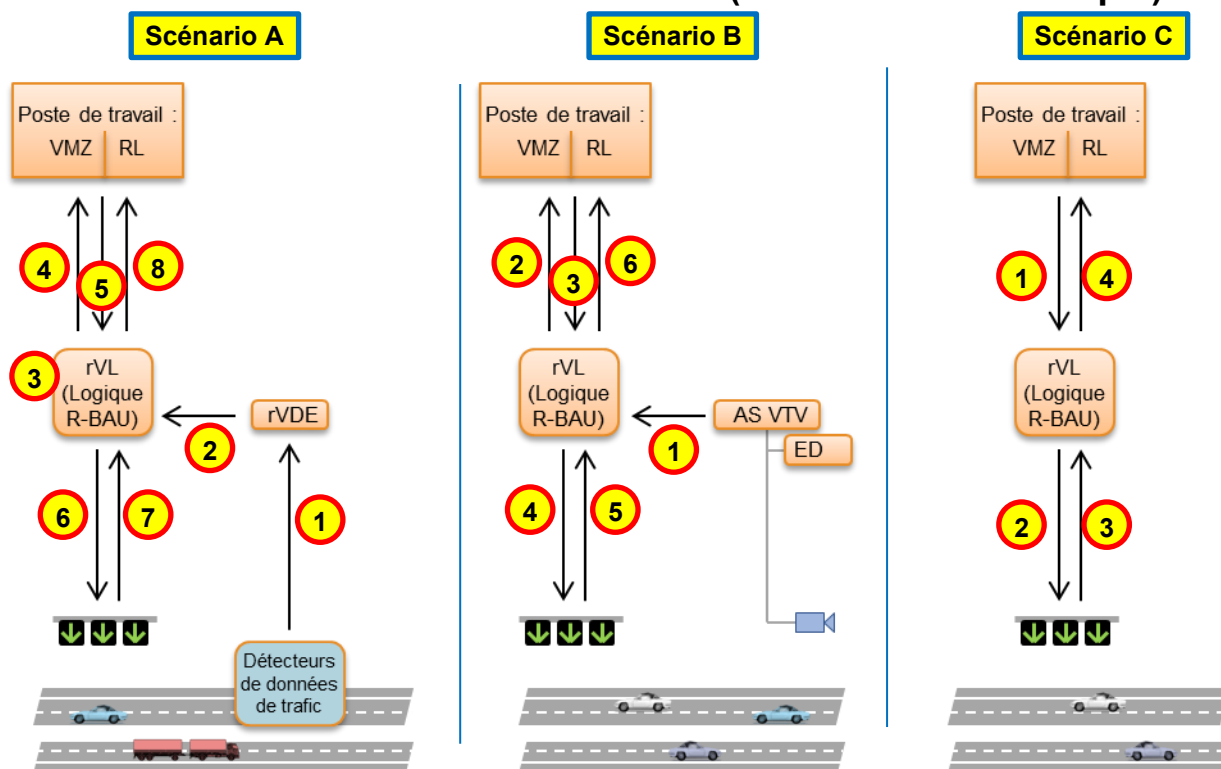 Scénario A
Scénario B
Scénario C
Poste de travail :
VMZ RL
4
5
8
3
rVL
(Logique
R-BAU)
rVDE
2
6
7
1
Détecteurs
de données
de trafic
Poste de travail :
VMZ RL
2
3
6
rVL
(Logique
R-BAU)
AS VTV
ED
1
4
5
Poste de travail :
VMZ RL
1
4
rVL
(Logique
R-BAU)
2
3